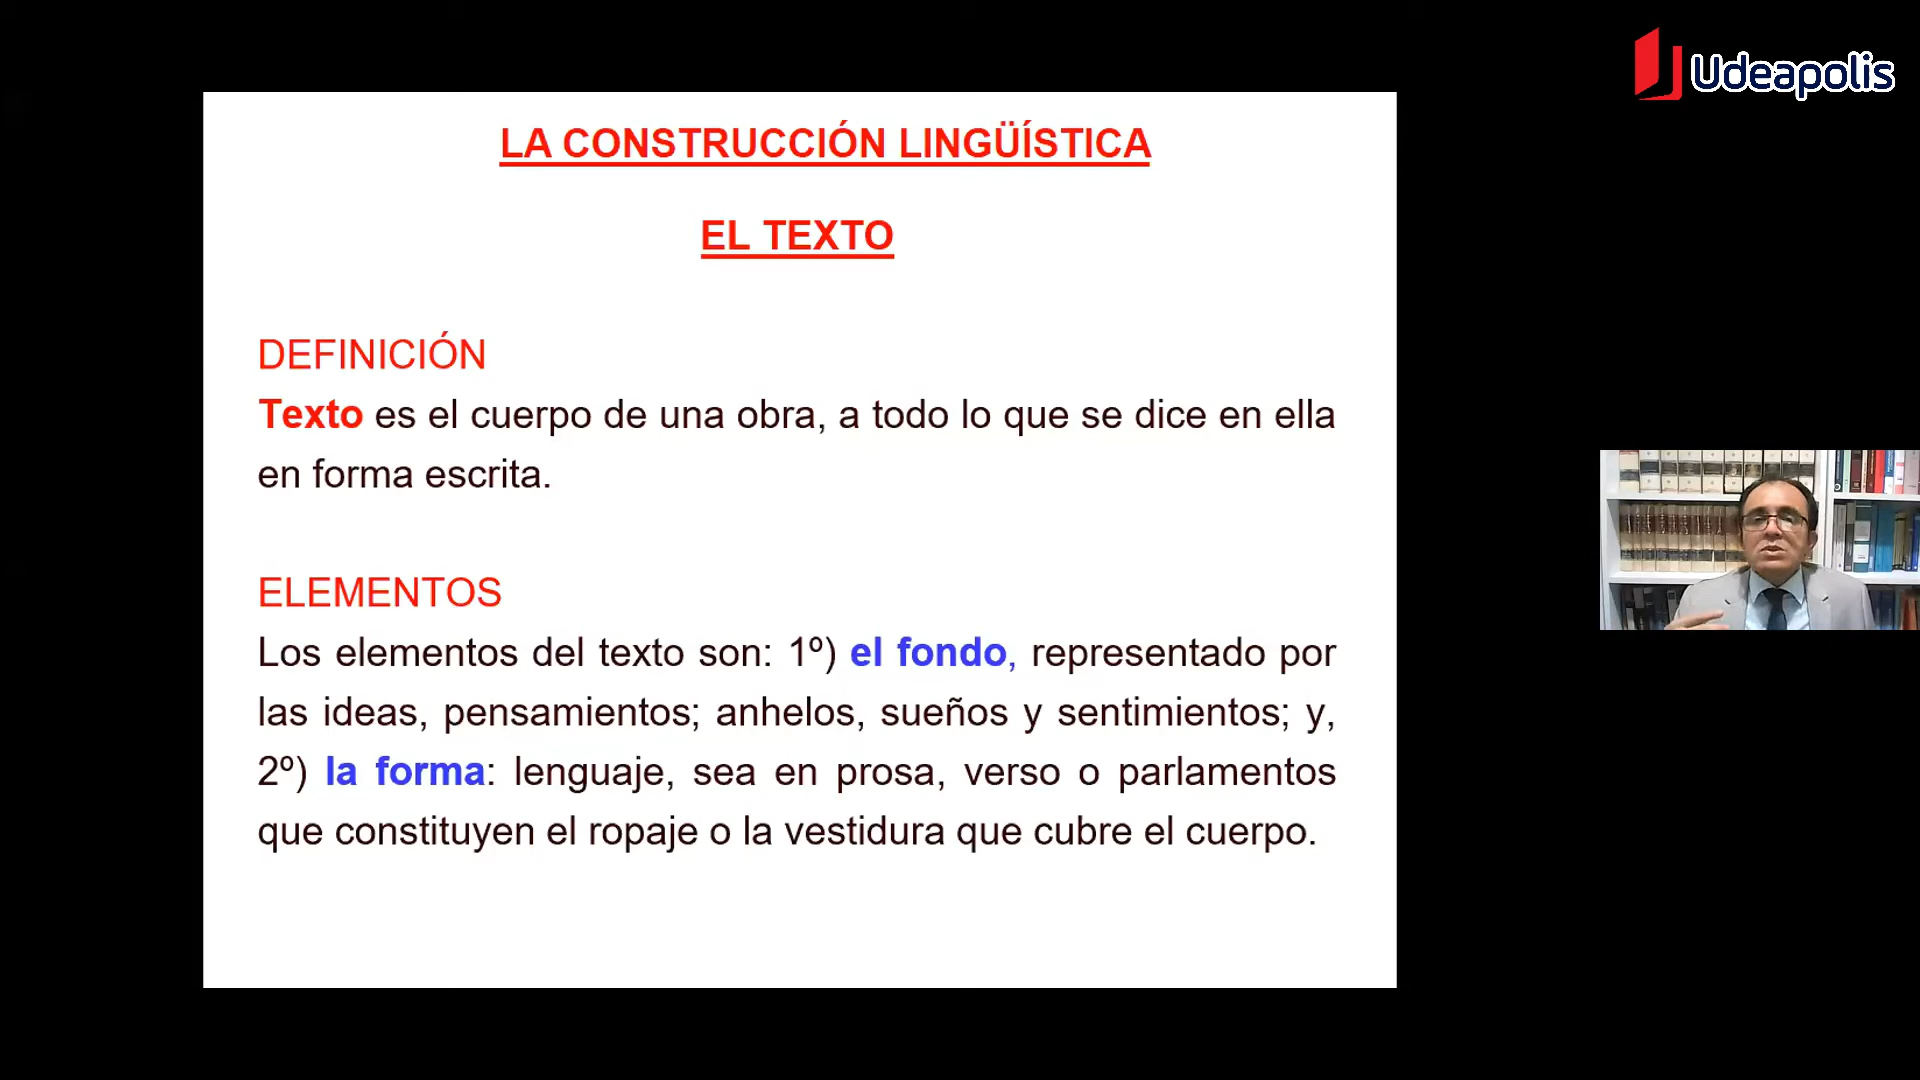 Udeapolis
LA CONSTRUCCIÓN LINGÜÍSTICA
EL TEXTO
DEFINICIÓN
Texto es el cuerpo de una obra, a todo lo que se dice en ella
en forma escrita.
ELEMENTOS
Los elementos del texto son: 1º) el fondo, representado por
las ideas, pensamientos; anhelos, sueños y sentimientos; y,
2º) la forma: lenguaje, sea en prosa, verso o parlamentos
que constituyen el ropaje o la vestidura que cubre el cuerpo.